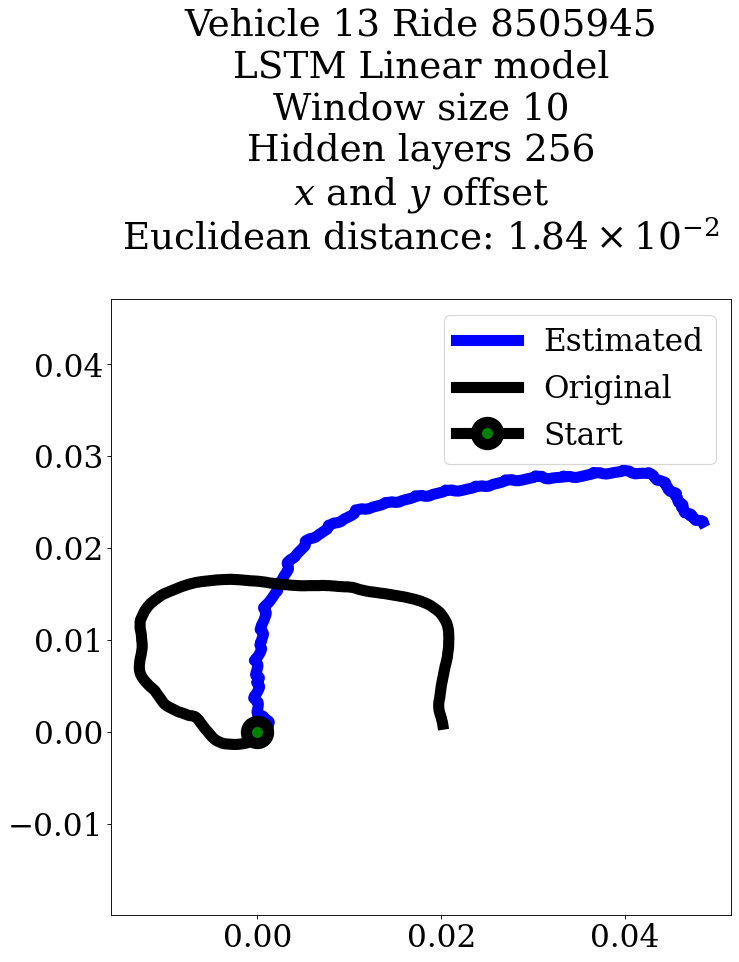 Vehicle 13 Ride 8505945
LSTM Linear model
Window size 10
Hidden layers 256
x and y offset
Euclidean distance: 1.84 × 10⁻²
Estimated
Original
Start
0.04
0.03
0.02
0.01
0.00
−0.01
0.00 0.02 0.04